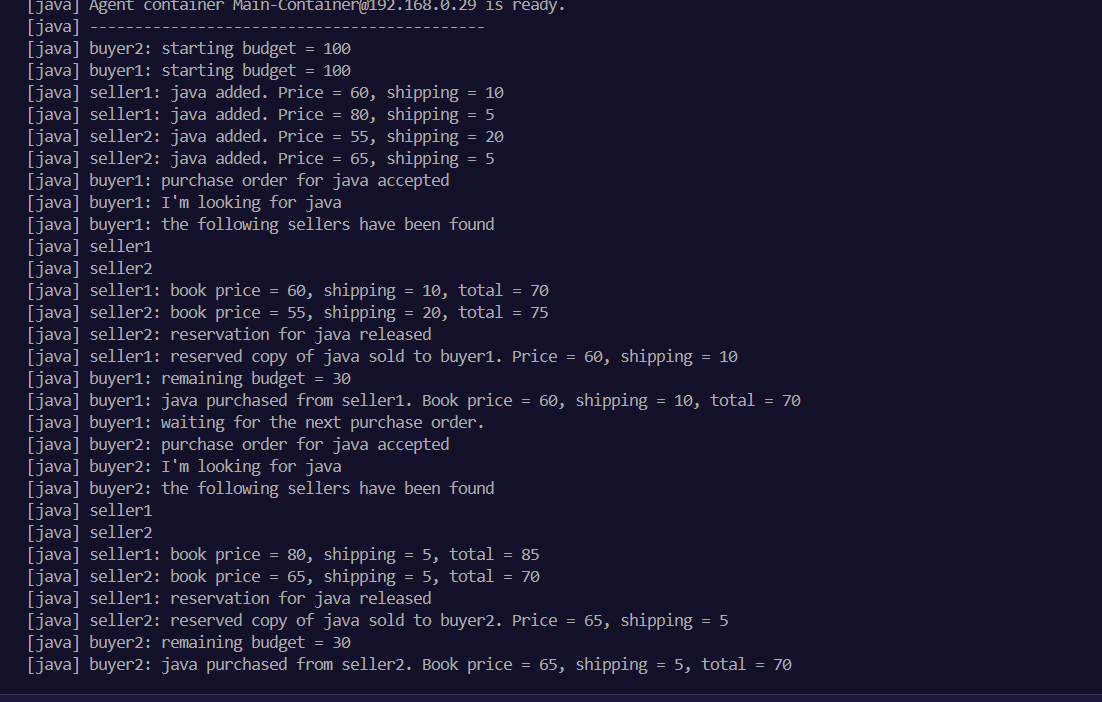 [java] Agent container Main-Container@192.168.0.29 is ready.
[java] --------------------------------------------
[java] buyer2: starting budget = 100
[java] buyer1: starting budget = 100
[java] seller1: java added. Price = 60, shipping = 10
[java] seller1: java added. Price = 80, shipping = 5
[java] seller2: java added. Price = 55, shipping = 20
[java] seller2: java added. Price = 65, shipping = 5
[java] buyer1: purchase order for java accepted
[java] buyer1: I'm looking for java
[java] buyer1: the following sellers have been found
[java] seller1
[java] seller2
[java] seller1: book price = 60, shipping = 10, total = 70
[java] seller2: book price = 55, shipping = 20, total = 75
[java] seller2: reservation for java released
[java] seller1: reserved copy of java sold to buyer1. Price = 60, shipping = 10
[java] buyer1: remaining budget = 30
[java] buyer1: java purchased from seller1. Book price = 60, shipping = 10, total = 70
[java] buyer1: waiting for the next purchase order.
[java] buyer2: purchase order for java accepted
[java] buyer2: I'm looking for java
[java] buyer2: the following sellers have been found
[java] seller1
[java] seller2
[java] seller1: book price = 80, shipping = 5, total = 85
[java] seller2: book price = 65, shipping = 5, total = 70
[java] seller1: reservation for java released
[java] seller2: reserved copy of java sold to buyer2. Price = 65, shipping = 5
[java] buyer2: remaining budget = 30
[java] buyer2: java purchased from seller2. Book price = 65, shipping = 5, total = 70